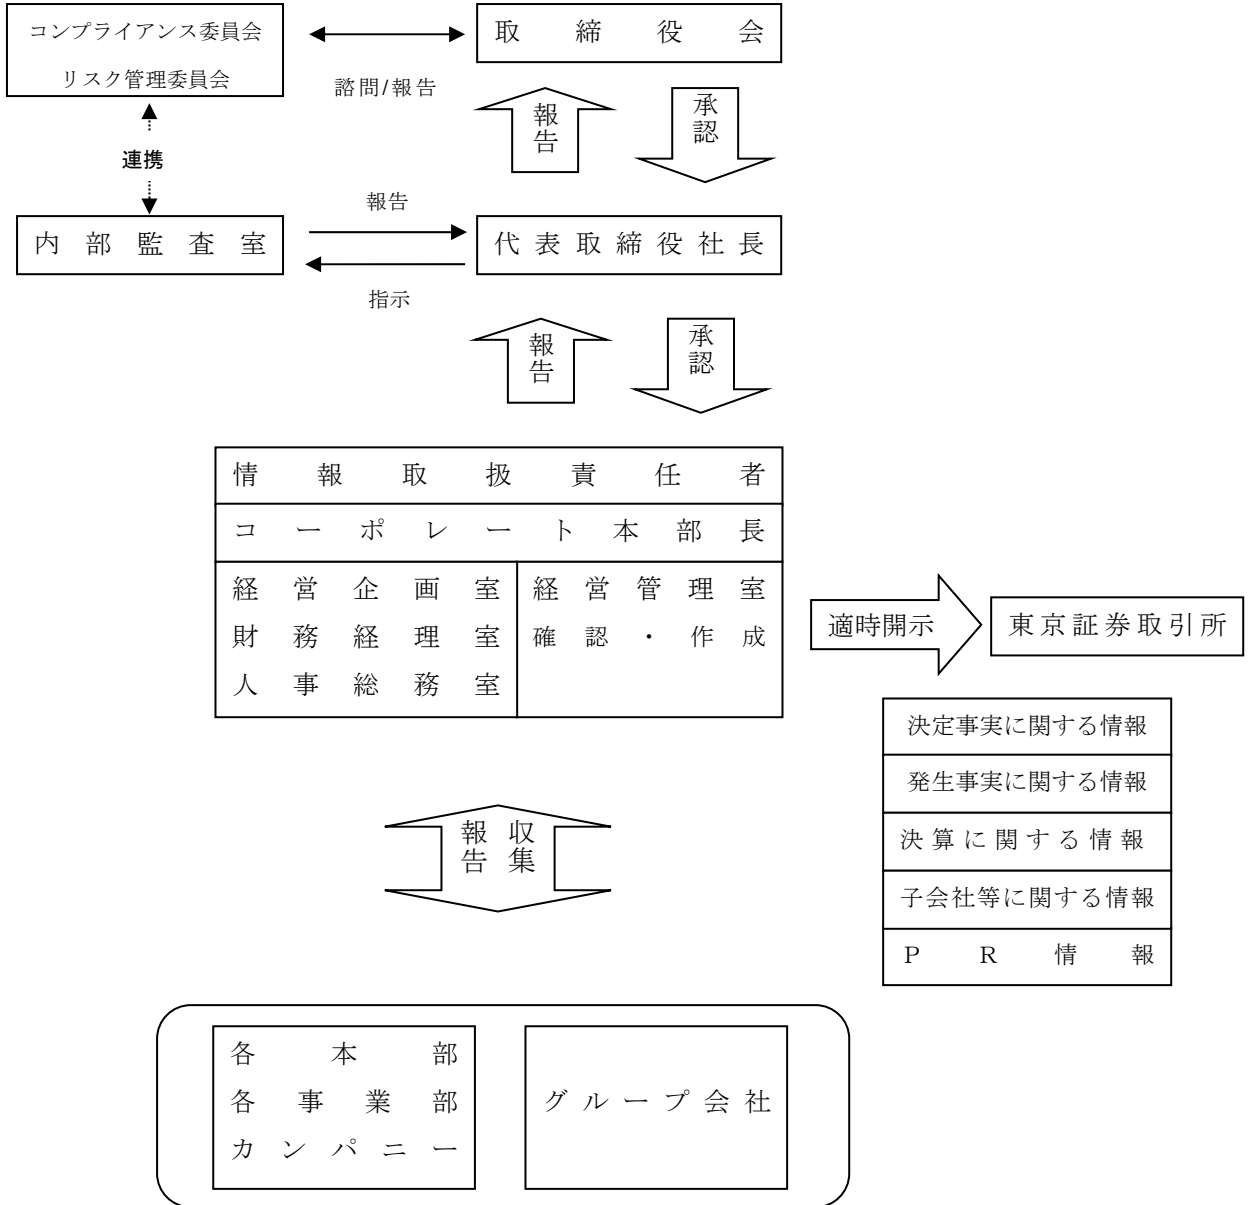 コンプライアンス委員会
リスク管理委員会
取締役会
諮問/報告
報告
承認
連携
内部監査室
報告
指示
代表取締役社長
報告
承認
情報取扱責任者
コーポレート本部長
経営企画室
財務経理室
人事総務室
経営管理室
確認・作成
適時開示
東京証券取引所
決定事実に関する情報
発生事実に関する情報
決算に関する情報
子会社等に関する情報
ＰＲ情報
報告
収集
各本部
各事業部
カンパニー
グループ会社